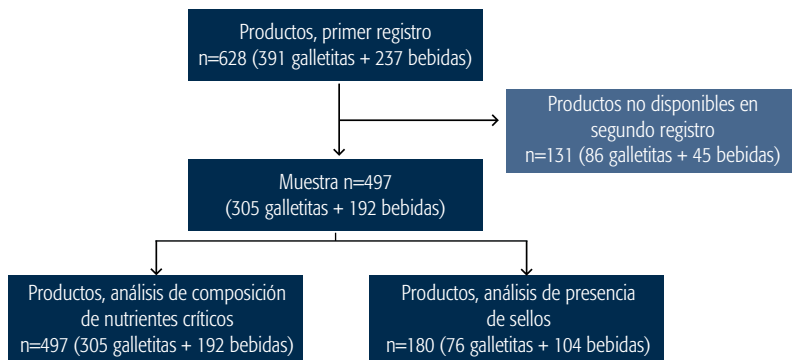 Productos, primer registro
n=628 (391 galletitas + 237 bebidas)
Productos no disponibles en
segundo registro
n=131 (86 galletitas + 45 bebidas)
Muestra n=497
(305 galletitas + 192 bebidas)
Productos, análisis de composición
de nutrientes críticos
n=497 (305 galletitas + 192 bebidas)
Productos, análisis de presencia
de sellos
n=180 (76 galletitas + 104 bebidas)